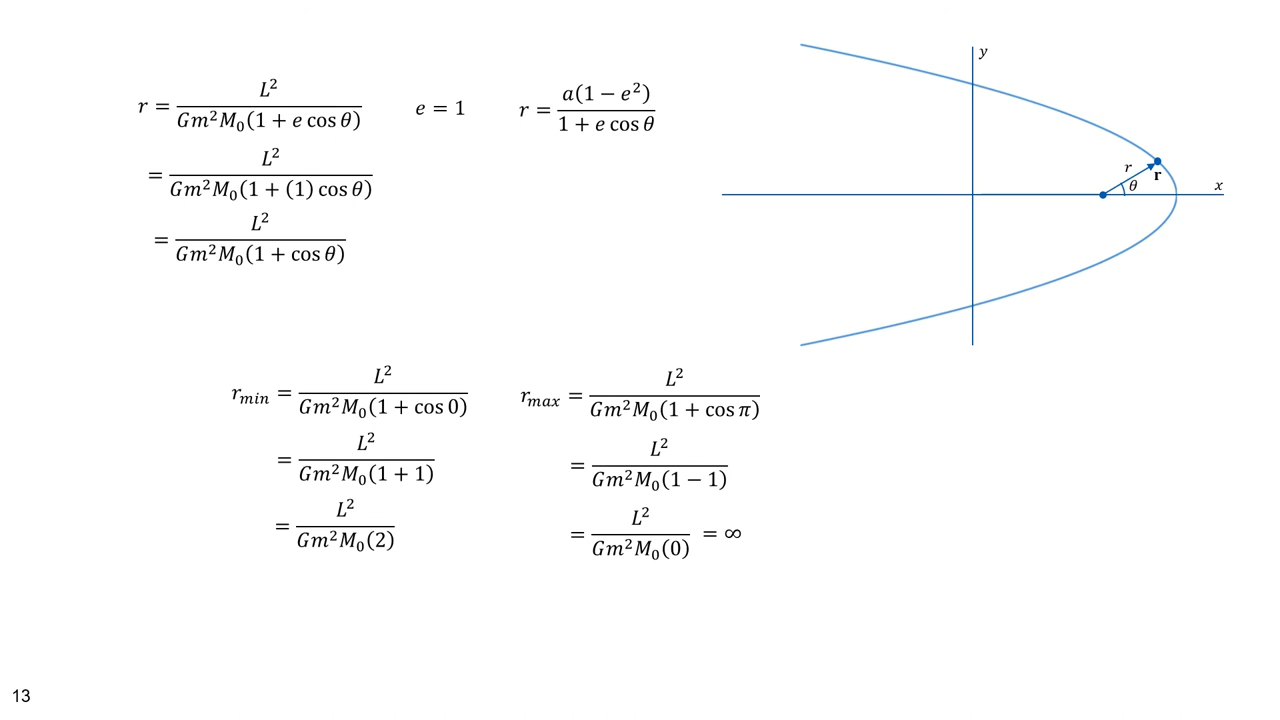 r = L²/(Gm²M₀(1 + e cos θ))    e = 1    r = a(1 − e²)/(1 + e cos θ)
= L²/(Gm²M₀(1 + (1) cos θ))
= L²/(Gm²M₀(1 + cos θ))
y
r
θ
r
x
r_min = L²/(Gm²M₀(1 + cos 0))    r_max = L²/(Gm²M₀(1 + cos π))
= L²/(Gm²M₀(1 + 1))    = L²/(Gm²M₀(1 − 1))
= L²/(Gm²M₀(2))    = L²/(Gm²M₀(0)) = ∞
13